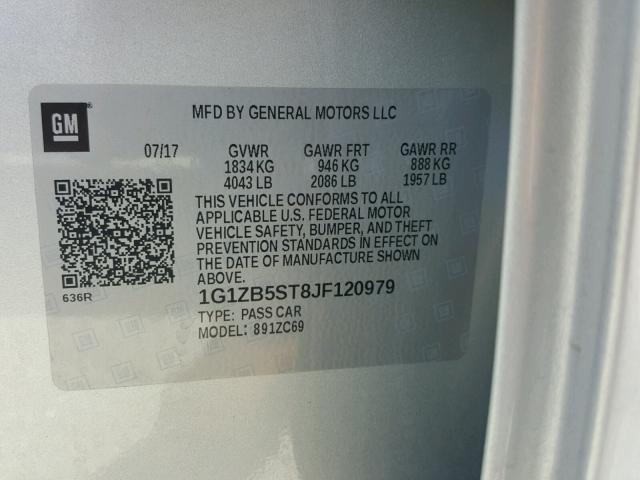 GM
MFD BY GENERAL MOTORS LLC
07/17 GVWR GAWR FRT GAWR RR
1834 KG 946 KG 888 KG
4043 LB 2086 LB 1957 LB
THIS VEHICLE CONFORMS TO ALL
APPLICABLE U.S. FEDERAL MOTOR
VEHICLE SAFETY, BUMPER, AND THEFT
PREVENTION STANDARDS IN EFFECT ON
THE DATE OF MANUFACTURE SHOWN
ABOVE.
636R
1G1ZB5ST8JF120979
TYPE: PASS CAR
MODEL: 891ZC69